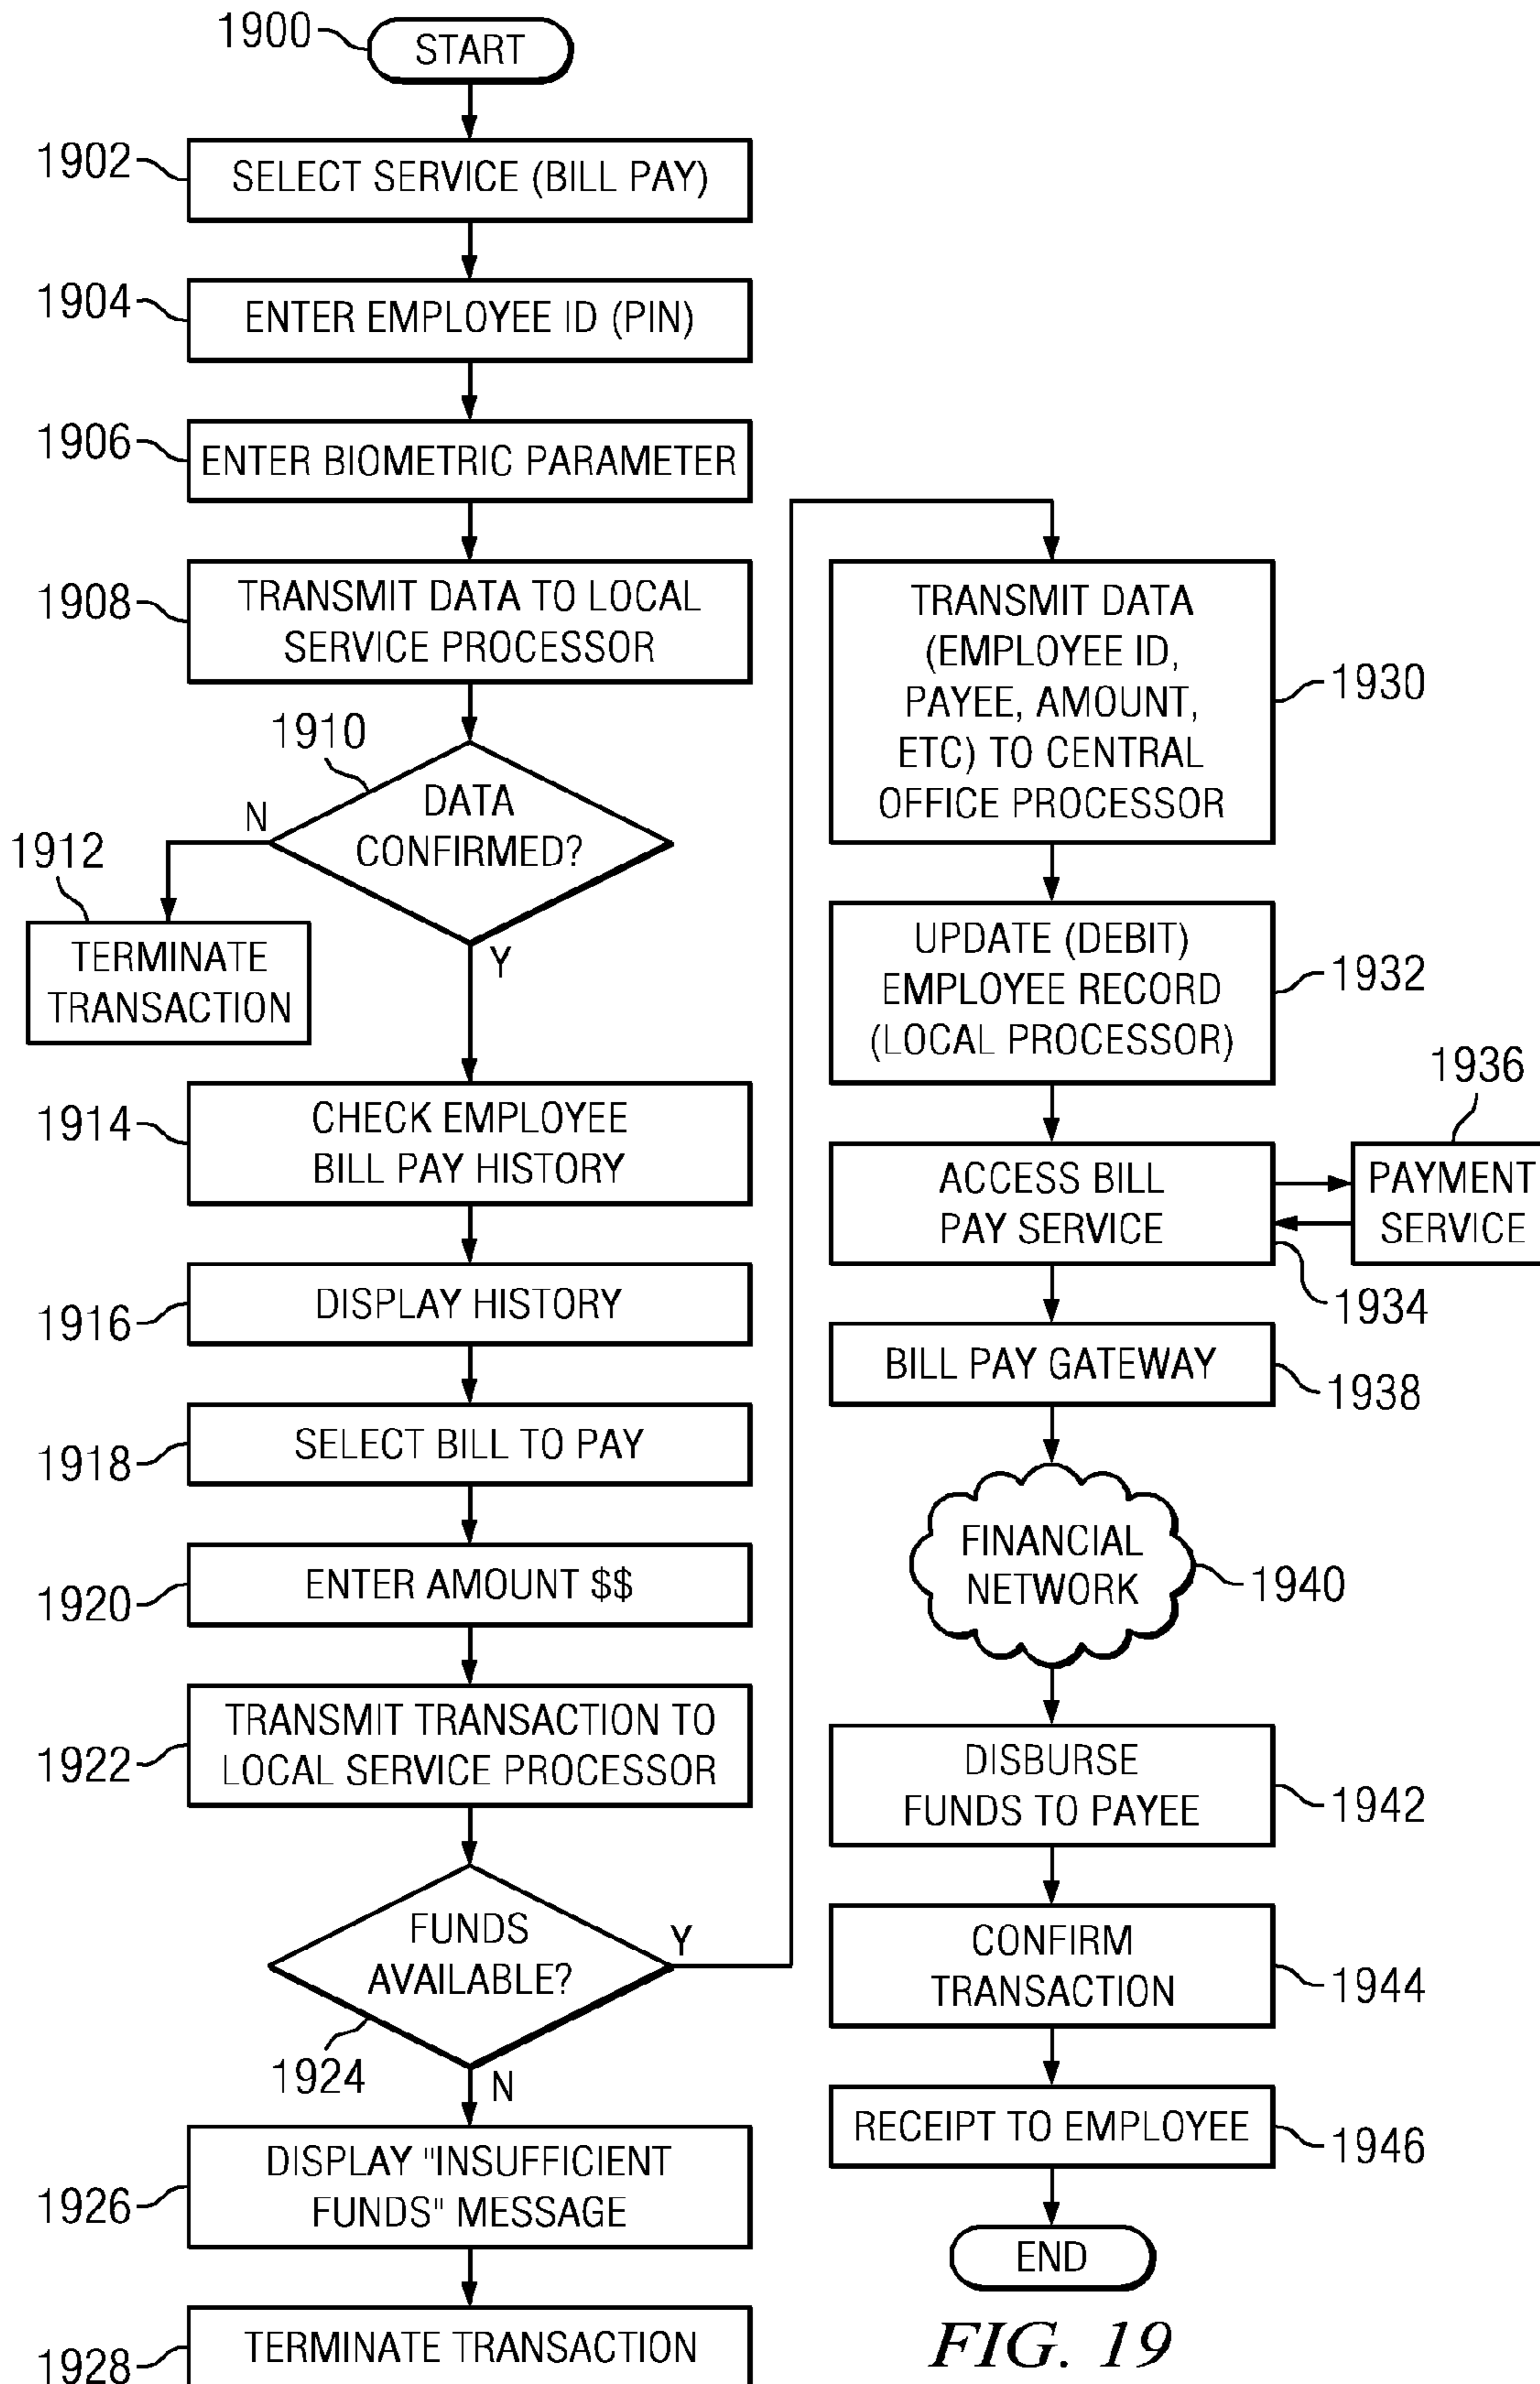 1900
START
1902
SELECT SERVICE (BILL PAY)
1904
ENTER EMPLOYEE ID (PIN)
1906
ENTER BIOMETRIC PARAMETER
1908
TRANSMIT DATA TO LOCAL
SERVICE PROCESSOR
1910
DATA
CONFIRMED?
N
Y
1912
TERMINATE
TRANSACTION
1914
CHECK EMPLOYEE
BILL PAY HISTORY
1916
DISPLAY HISTORY
1918
SELECT BILL TO PAY
1920
ENTER AMOUNT $$
1922
TRANSMIT TRANSACTION TO
LOCAL SERVICE PROCESSOR
FUNDS
AVAILABLE?
Y
1924
N
1926
DISPLAY "INSUFFICIENT
FUNDS" MESSAGE
1928
TERMINATE TRANSACTION
TRANSMIT DATA
(EMPLOYEE ID,
PAYEE, AMOUNT,
ETC) TO CENTRAL
OFFICE PROCESSOR
1930
UPDATE (DEBIT)
EMPLOYEE RECORD
(LOCAL PROCESSOR)
1932
1936
ACCESS BILL
PAY SERVICE
PAYMENT
SERVICE
1934
BILL PAY GATEWAY
1938
FINANCIAL
NETWORK
1940
DISBURSE
FUNDS TO PAYEE
1942
CONFIRM
TRANSACTION
1944
RECEIPT TO EMPLOYEE
1946
END
FIG. 19